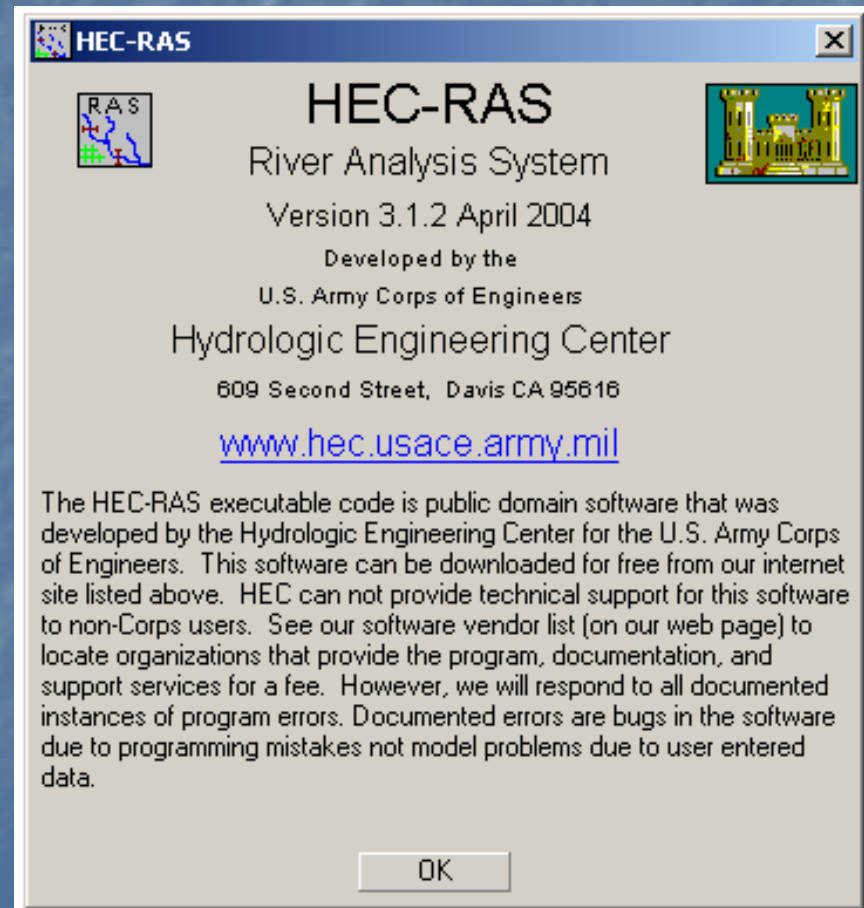 HEC-RAS
RAS
HEC-RAS
River Analysis System
Version 3.1.2 April 2004
Developed by the
U.S. Army Corps of Engineers
Hydrologic Engineering Center
609 Second Street, Davis CA 95616
www.hec.usace.army.mil
The HEC-RAS executable code is public domain software that was
developed by the Hydrologic Engineering Center for the U.S. Army Corps
of Engineers. This software can be downloaded for free from our internet
site listed above. HEC can not provide technical support for this software
to non-Corps users. See our software vendor list (on our web page) to
locate organizations that provide the program, documentation, and
support services for a fee. However, we will respond to all documented
instances of program errors. Documented errors are bugs in the software
due to programming mistakes not model problems due to user entered
data.
OK